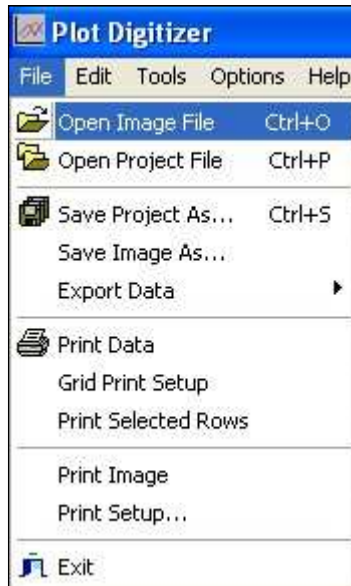 Plot Digitizer
File Edit Tools Options Help
Open Image File Ctrl+O
Open Project File Ctrl+P
Save Project As... Ctrl+S
Save Image As...
Export Data
Print Data
Grid Print Setup
Print Selected Rows
Print Image
Print Setup...
Exit